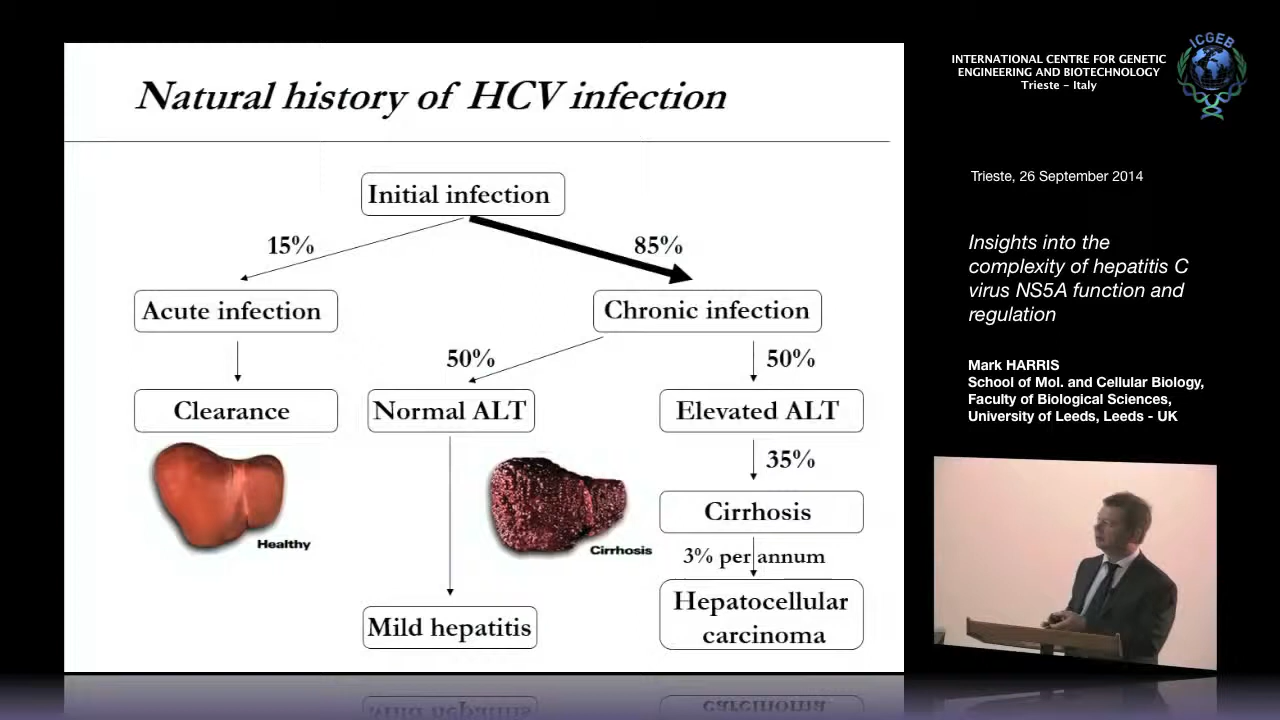 Natural history of HCV infection
Initial infection
15%
85%
Acute infection
Chronic infection
50%
50%
Clearance
Normal ALT
Elevated ALT
35%
Healthy
Cirrhosis
Cirrhosis
3% per annum
Mild hepatitis
Hepatocellular
carcinoma
INTERNATIONAL CENTRE FOR GENETIC
ENGINEERING AND BIOTECHNOLOGY
Trieste - Italy
ICGEB
Trieste, 26 September 2014
Insights into the
complexity of hepatitis C
virus NS5A function and
regulation
Mark HARRIS
School of Mol. and Cellular Biology,
Faculty of Biological Sciences,
University of Leeds, Leeds - UK